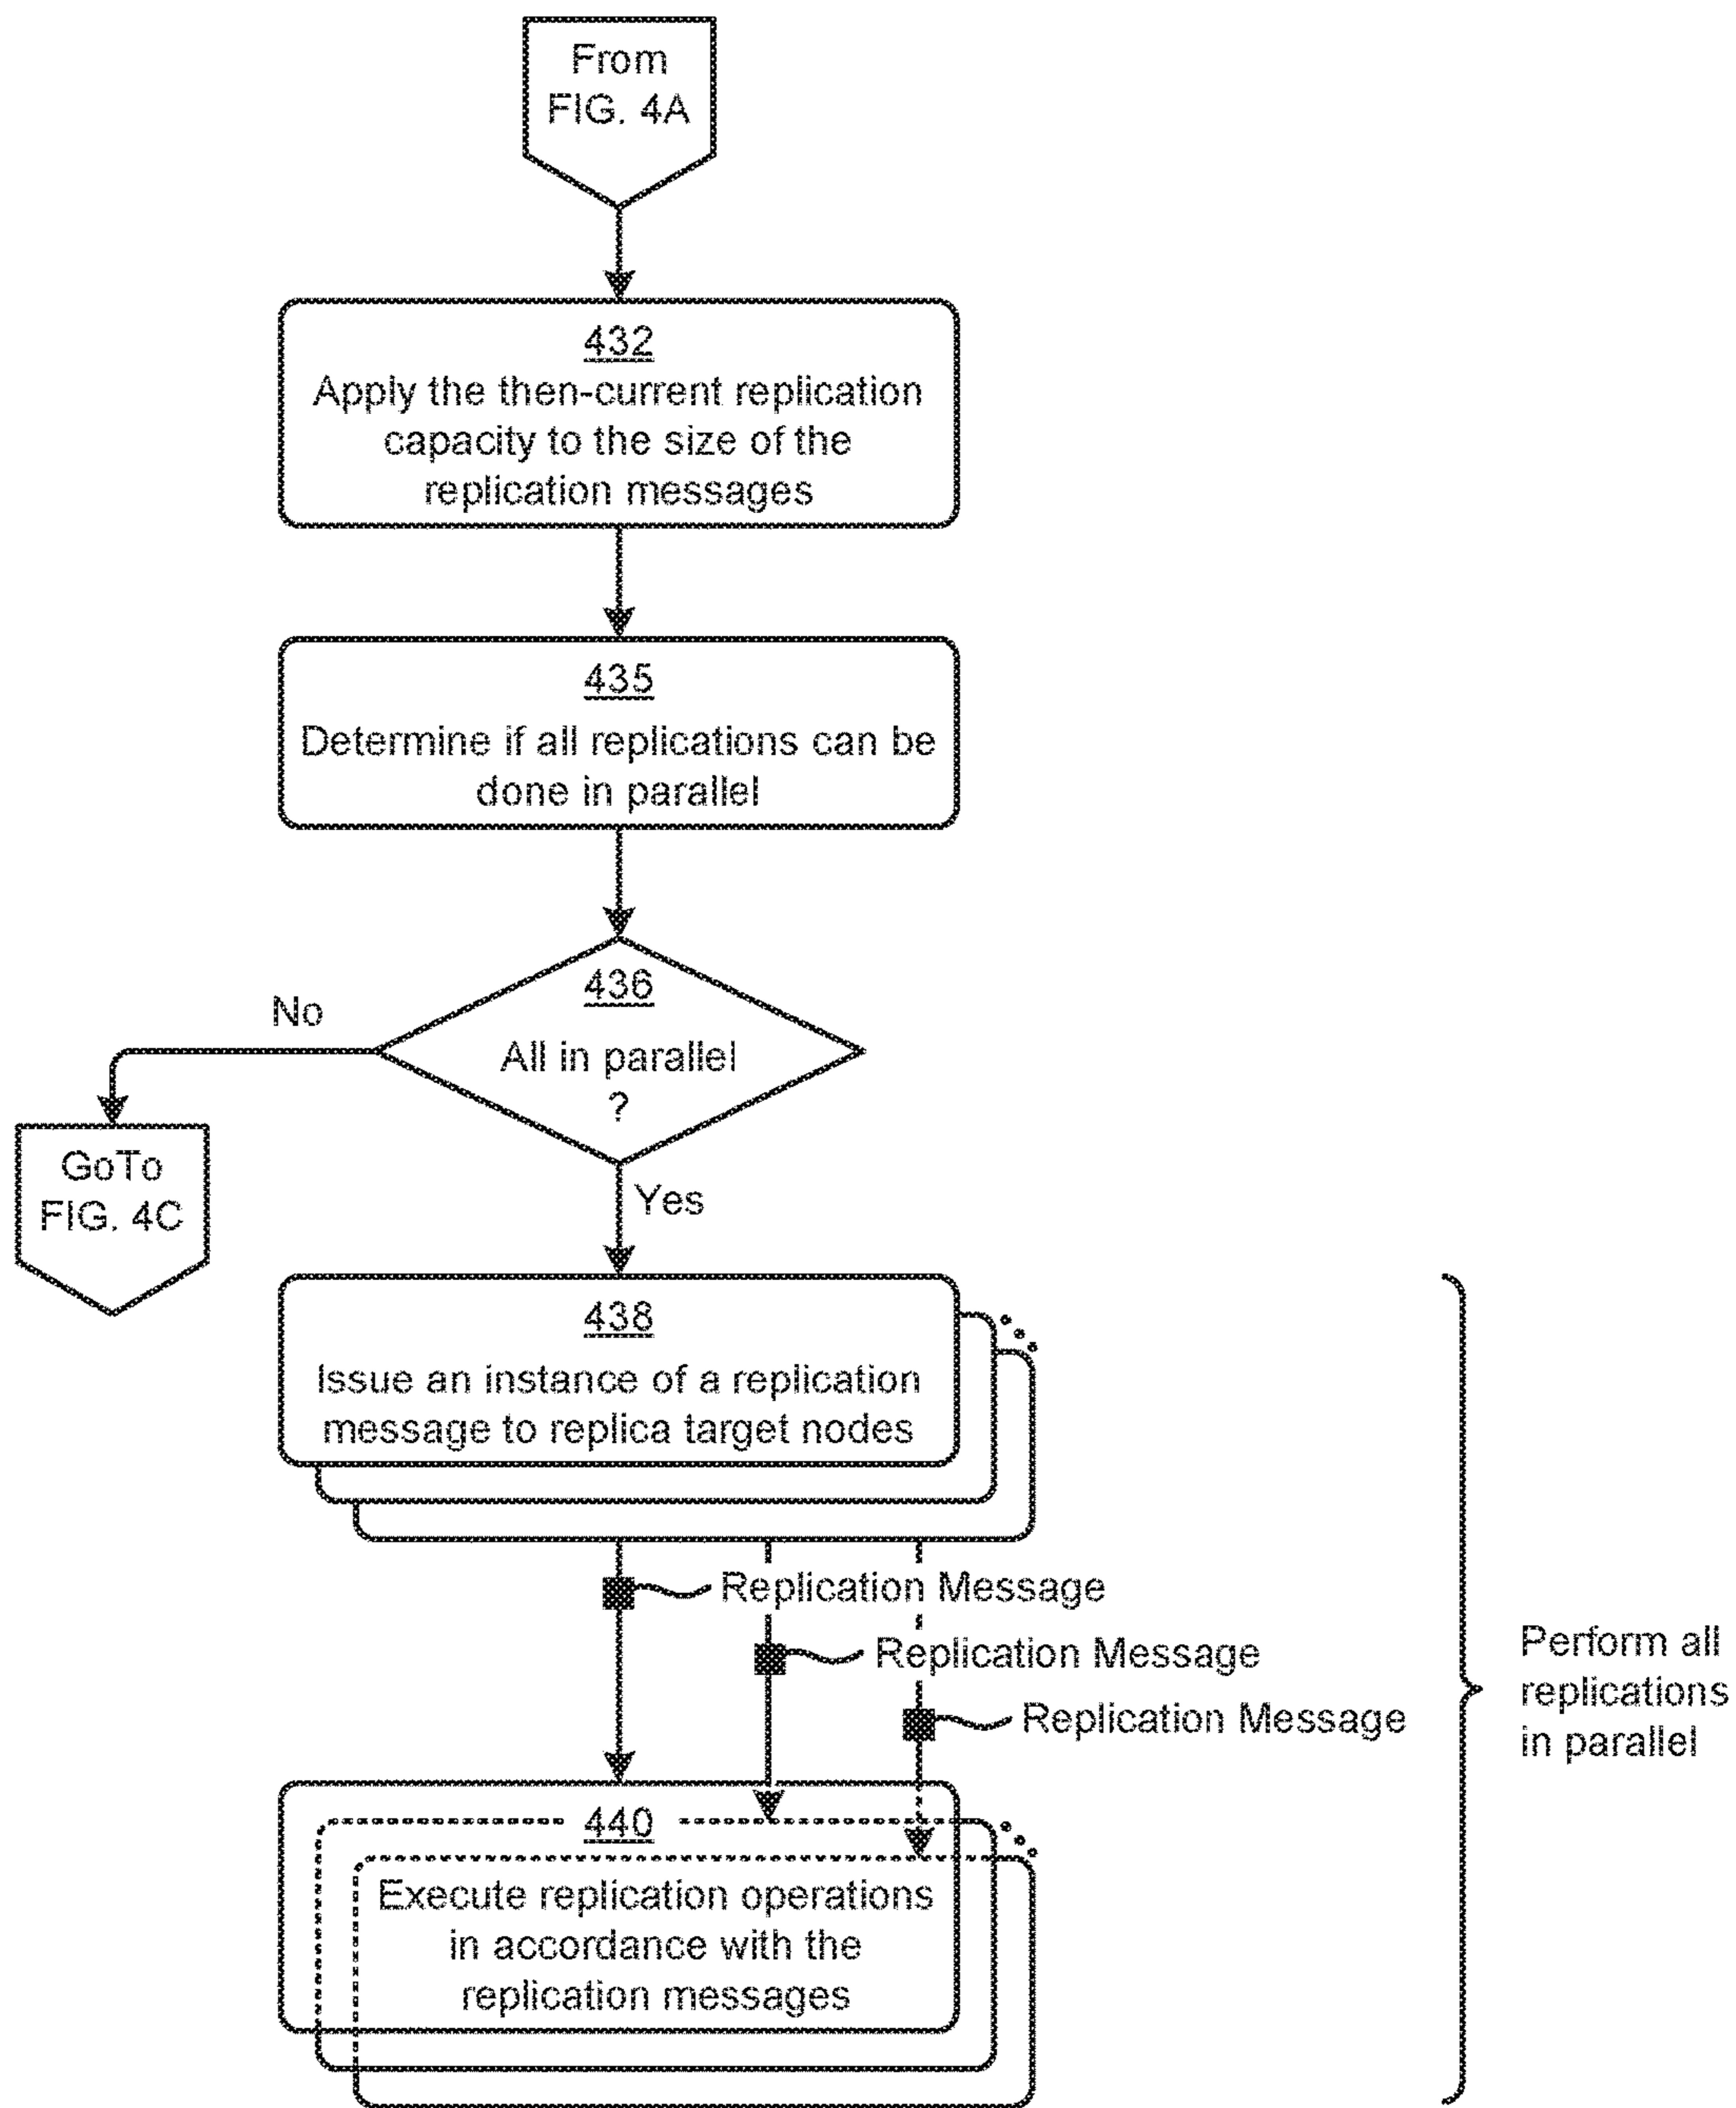 From
FIG. 4A
432
Apply the then-current replication
capacity to the size of the
replication messages
435
Determine if all replications can be
done in parallel
436
All in parallel
?
No
GoTo
FIG. 4C
Yes
438
Issue an instance of a replication
message to replica target nodes
Replication Message
Replication Message
Replication Message
Perform all
replications
in parallel
440
Execute replication operations
in accordance with the
replication messages